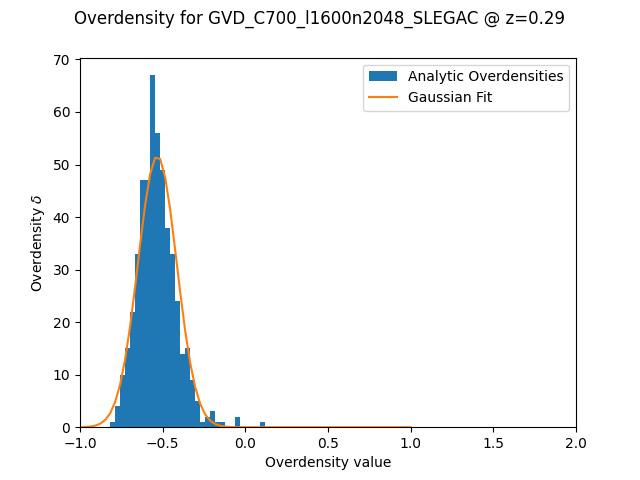 Overdensity for GVD_C700_l1600n2048_SLEGAC @ z=0.29
70
60
50
40
30
20
10
0
Overdensity δ
Analytic Overdensities
Gaussian Fit
−1.0 −0.5 0.0 0.5 1.0 1.5 2.0
Overdensity value